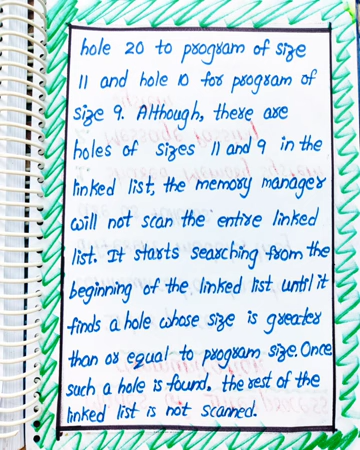 hole 20 to program of size
11 and hole 10 for program of
size 9. Although, there are
holes of sizes 11 and 9 in the
linked list, the memory manager
will not scan the entire linked
list. It starts searching from the
beginning of the linked list until it
finds a hole whose size is greater
than or equal to program size. Once
such a hole is found, the rest of the
linked list is not scanned.